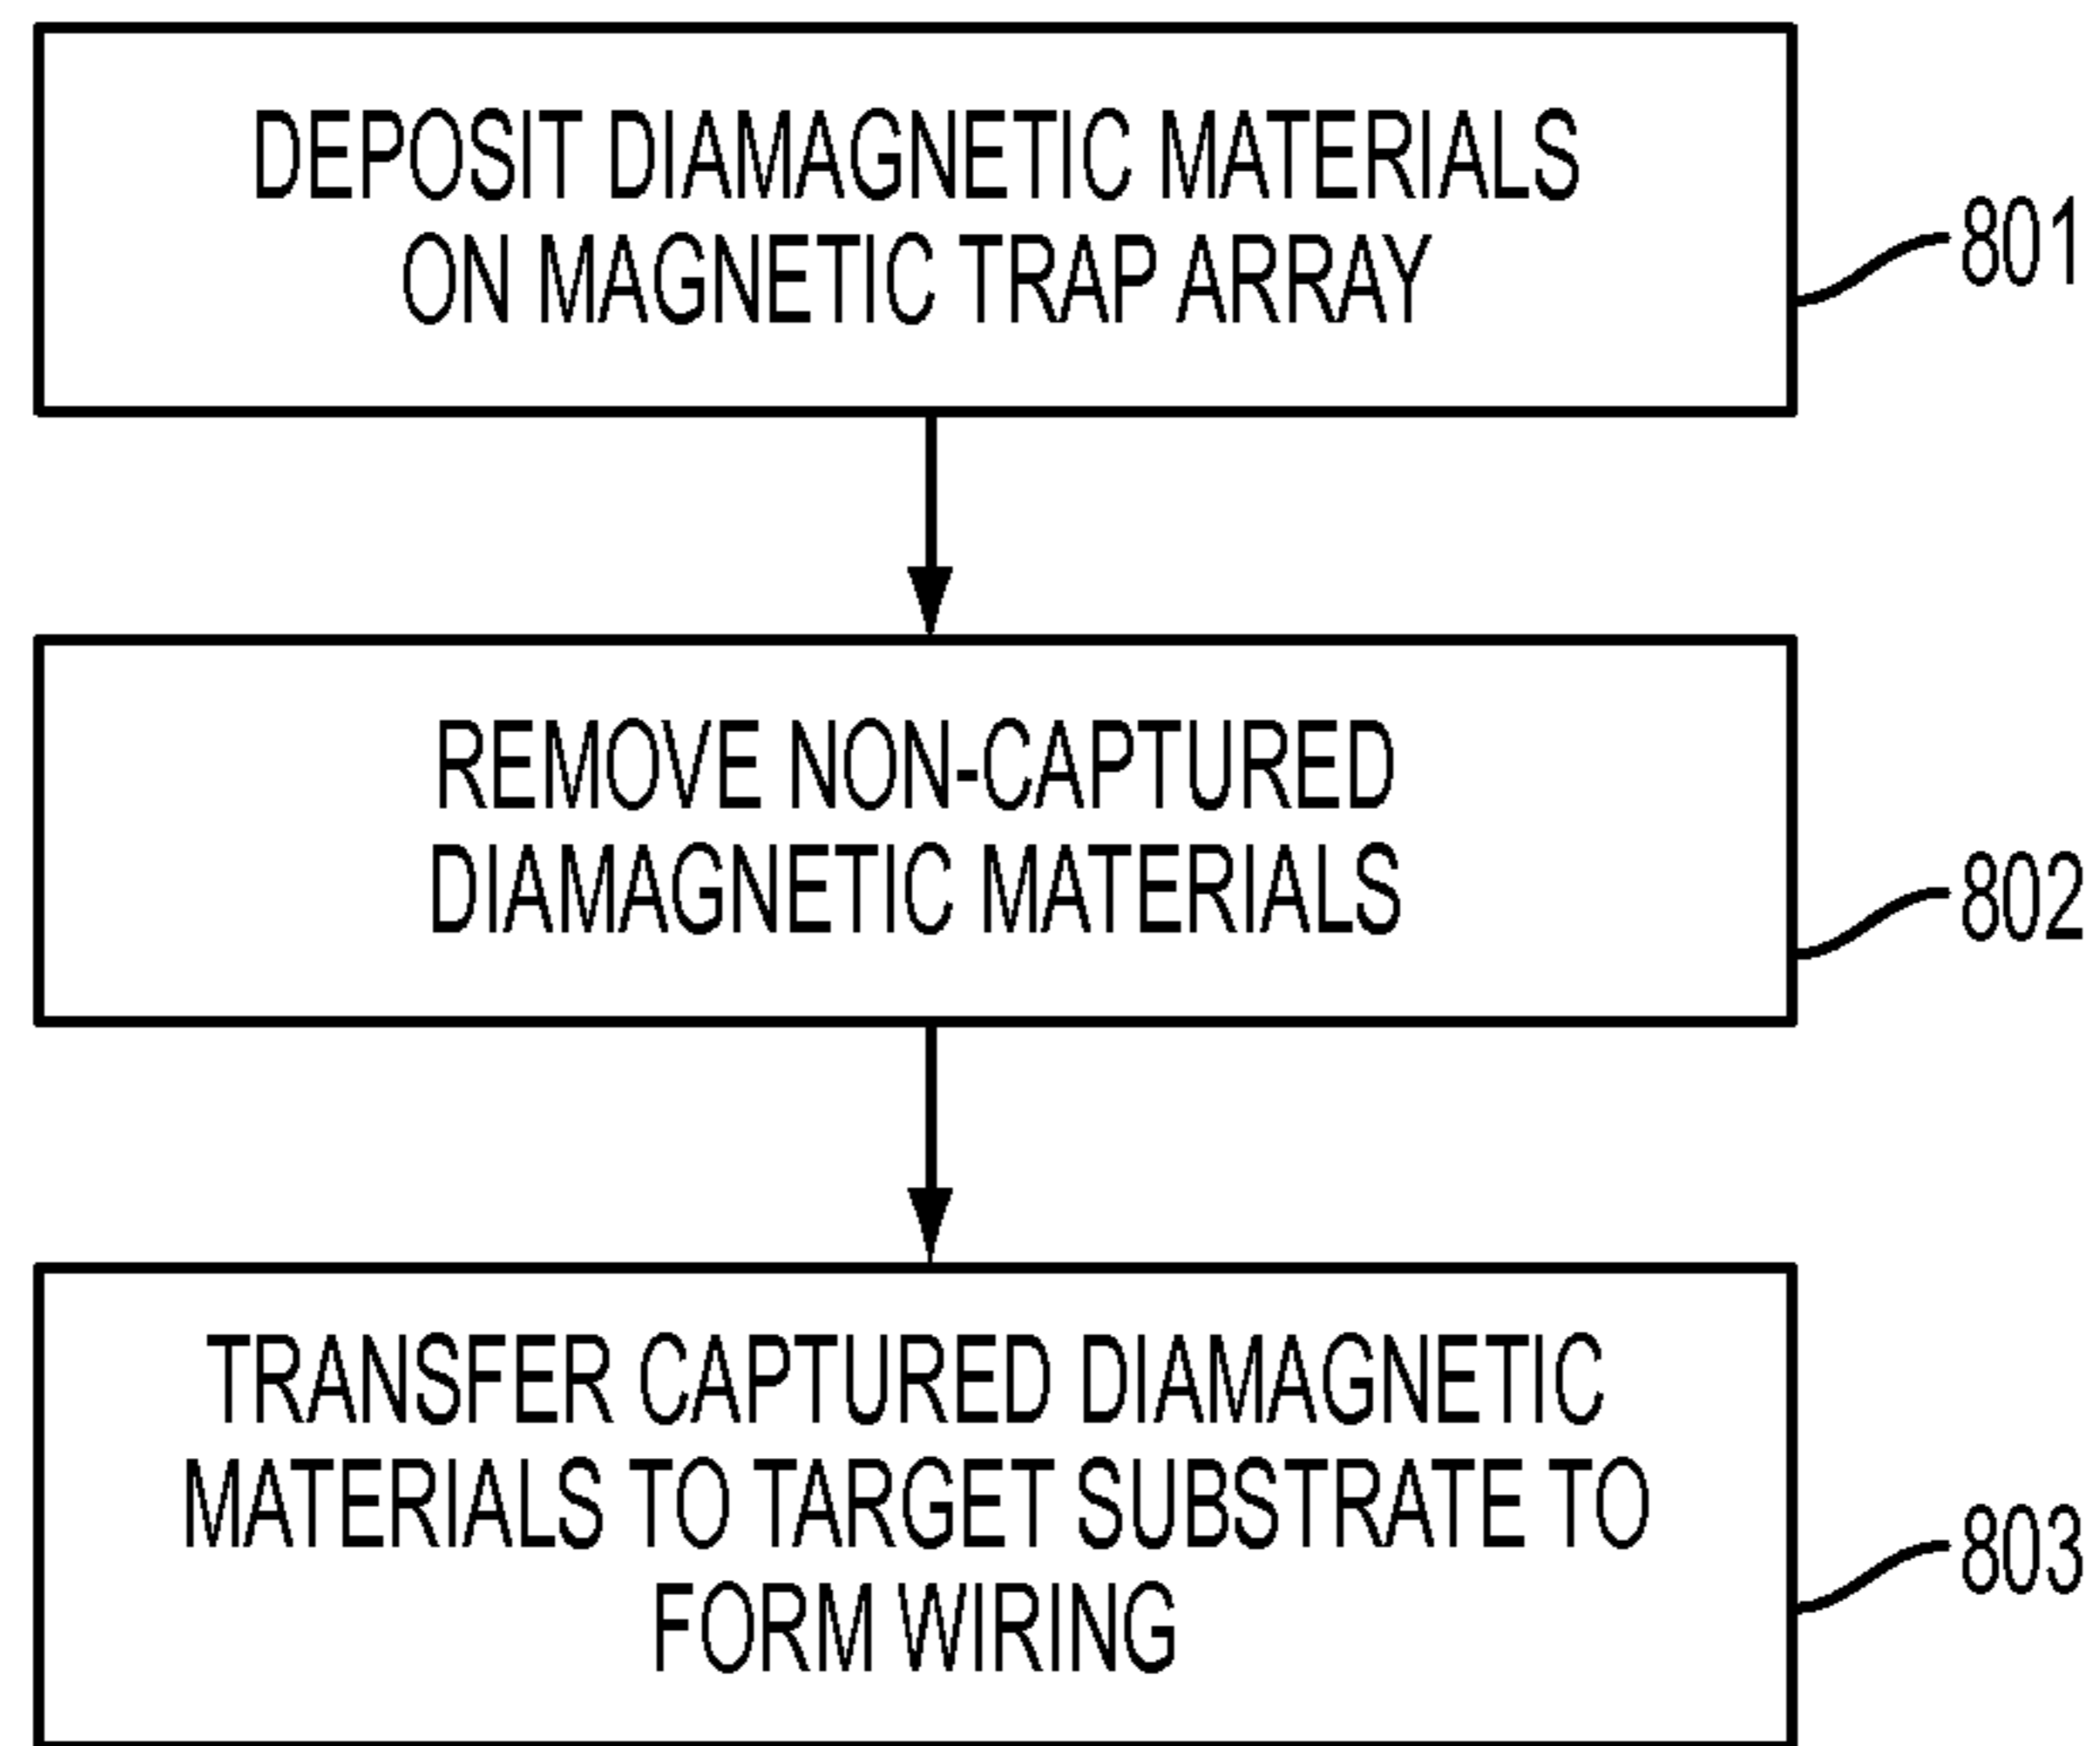 DEPOSIT DIAMAGNETIC MATERIALS
ON MAGNETIC TRAP ARRAY
801
REMOVE NON-CAPTURED
DIAMAGNETIC MATERIALS
802
TRANSFER CAPTURED DIAMAGNETIC
MATERIALS TO TARGET SUBSTRATE TO
FORM WIRING
803